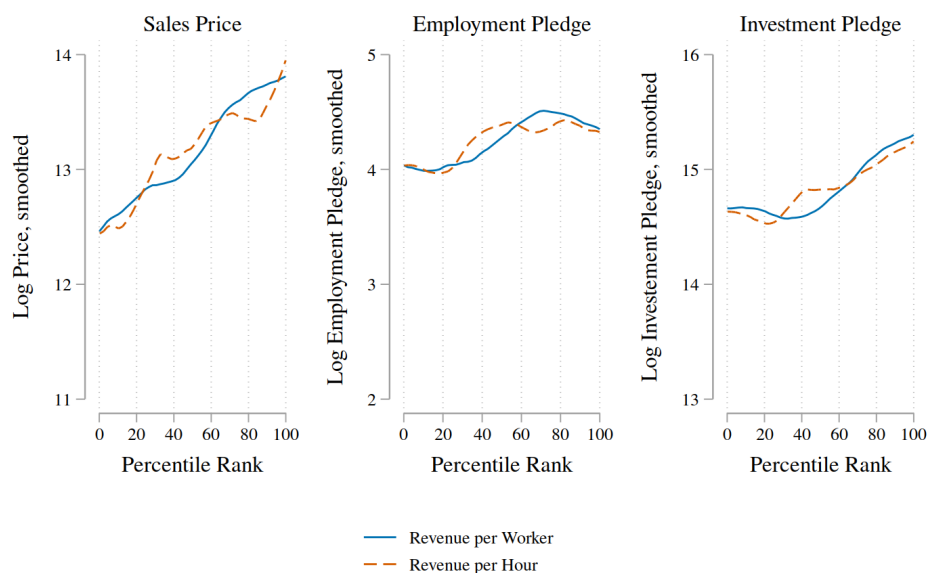 Sales Price
Employment Pledge
Investment Pledge
Log Price, smoothed
14
13
12
11
0 20 40 60 80 100
Percentile Rank
Log Employment Pledge, smoothed
5
4
3
2
0 20 40 60 80 100
Percentile Rank
Log Investement Pledge, smoothed
16
15
14
13
0 20 40 60 80 100
Percentile Rank
Revenue per Worker
Revenue per Hour